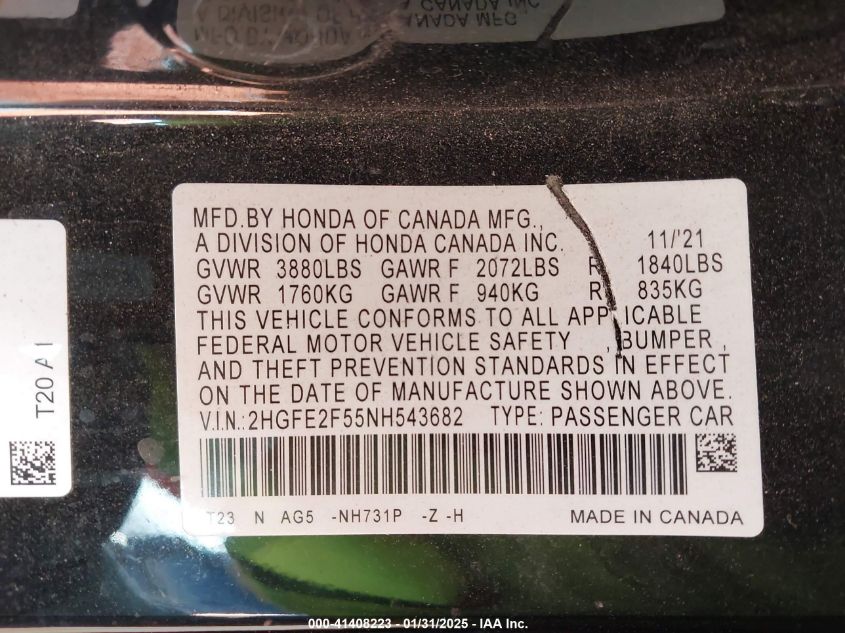 MFD.BY HONDA OF CANADA MFG.,
A DIVISION OF HONDA CANADA INC. 11/'21
GVWR 3880LBS GAWR F 2072LBS R 1840LBS
GVWR 1760KG GAWR F 940KG R 835KG
THIS VEHICLE CONFORMS TO ALL APPLICABLE
FEDERAL MOTOR VEHICLE SAFETY , BUMPER ,
AND THEFT PREVENTION STANDARDS IN EFFECT
ON THE DATE OF MANUFACTURE SHOWN ABOVE.
V.I.N.:2HGFE2F55NH543682 TYPE: PASSENGER CAR
T23 N AG5 -NH731P -Z -H MADE IN CANADA
T20 A I
000-41408223 - 01/31/2025 - IAA Inc.